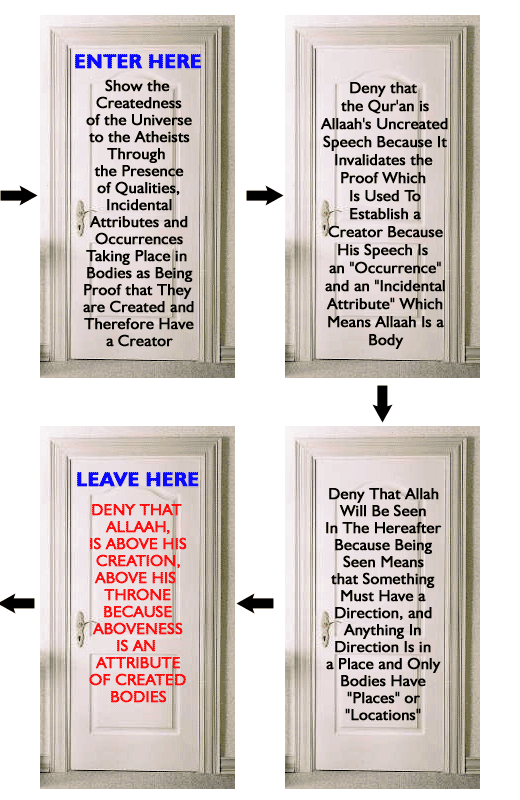 ENTER HERE
Show the
Createdness
of the Universe
to the Atheists
Through
the Presence
of Qualities,
Incidental
Attributes and
Occurrences
Taking Place in
Bodies as Being
Proof that They
are Created and
Therefore Have
a Creator
Deny that
the Qur'an is
Allaah's Uncreated
Speech Because It
Invalidates the
Proof Which
Is Used To
Establish a
Creator Because
His Speech Is
an "Occurrence"
and an "Incidental
Attribute" Which
Means Allaah Is a
Body
Deny That Allah
Will Be Seen
In The Hereafter
Because Being
Seen Means
that Something
Must Have a
Direction, and
Anything In
Direction Is in
a Place and Only
Bodies Have
"Places" or
"Locations"
LEAVE HERE
DENY THAT
ALLAAH,
IS ABOVE HIS
CREATION,
ABOVE HIS
THRONE
BECAUSE
ABOVENESS
IS AN
ATTRIBUTE
OF CREATED
BODIES